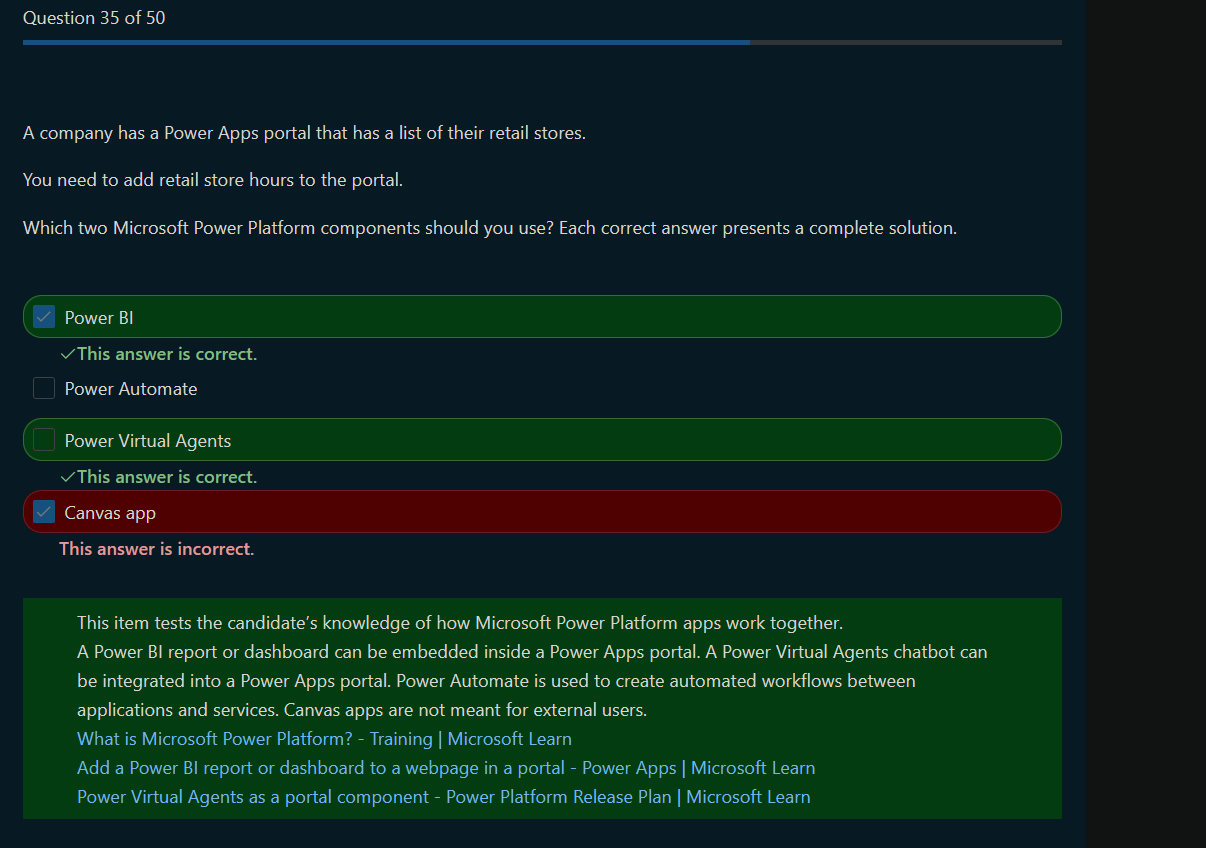 Question 35 of 50
A company has a Power Apps portal that has a list of their retail stores.
You need to add retail store hours to the portal.
Which two Microsoft Power Platform components should you use? Each correct answer presents a complete solution.
Power BI
✓This answer is correct.
Power Automate
Power Virtual Agents
✓This answer is correct.
Canvas app
This answer is incorrect.
This item tests the candidate’s knowledge of how Microsoft Power Platform apps work together.
A Power BI report or dashboard can be embedded inside a Power Apps portal. A Power Virtual Agents chatbot can
be integrated into a Power Apps portal. Power Automate is used to create automated workflows between
applications and services. Canvas apps are not meant for external users.
What is Microsoft Power Platform? - Training | Microsoft Learn
Add a Power BI report or dashboard to a webpage in a portal - Power Apps | Microsoft Learn
Power Virtual Agents as a portal component - Power Platform Release Plan | Microsoft Learn